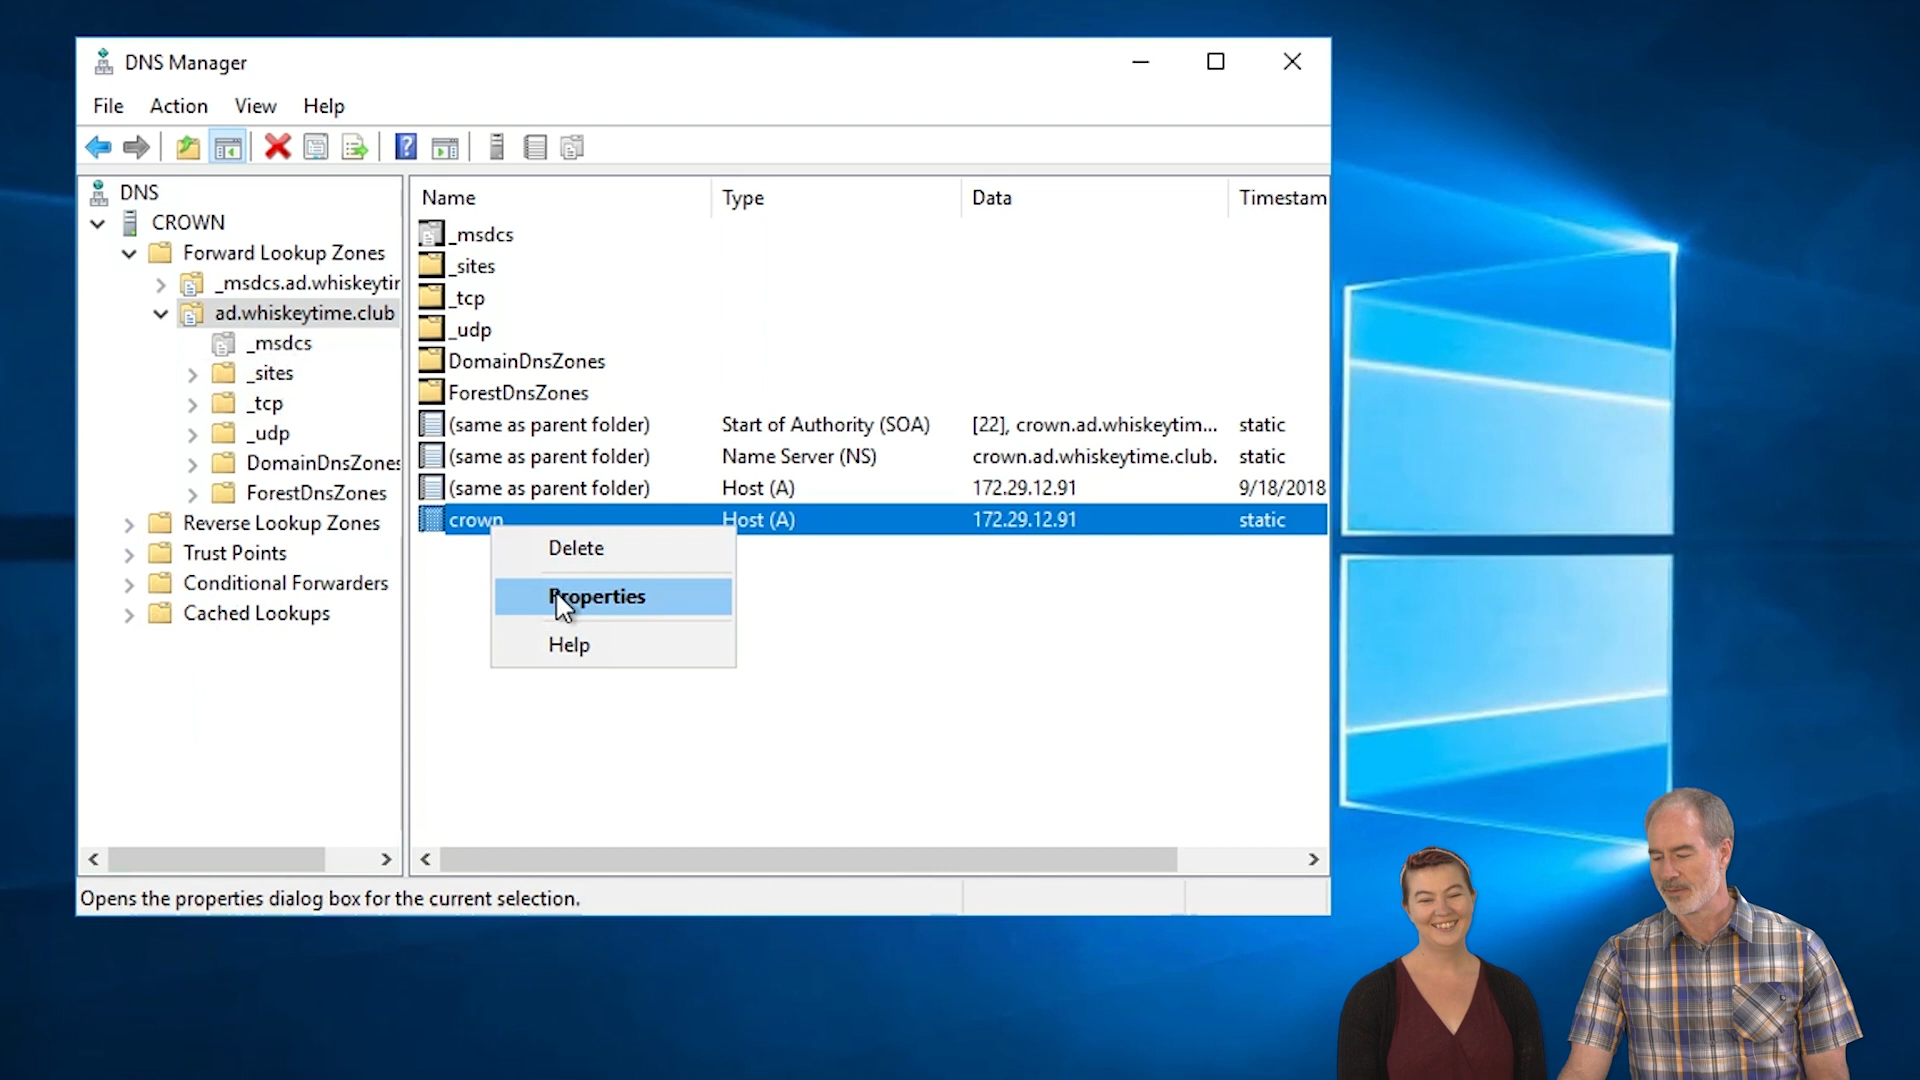 DNS Manager
File Action View Help
DNS
CROWN
Forward Lookup Zones
_msdcs.ad.whiskeytir
ad.whiskeytime.club
_msdcs
_sites
_tcp
_udp
DomainDnsZones
ForestDnsZones
Reverse Lookup Zones
Trust Points
Conditional Forwarders
Cached Lookups
Name Type Data Timestam
_msdcs
_sites
_tcp
_udp
DomainDnsZones
ForestDnsZones
(same as parent folder) Start of Authority (SOA) [22], crown.ad.whiskeytim... static
(same as parent folder) Name Server (NS) crown.ad.whiskeytime.club. static
(same as parent folder) Host (A) 172.29.12.91 9/18/2018
crown Host (A) 172.29.12.91 static
Delete
Properties
Help
Opens the properties dialog box for the current selection.